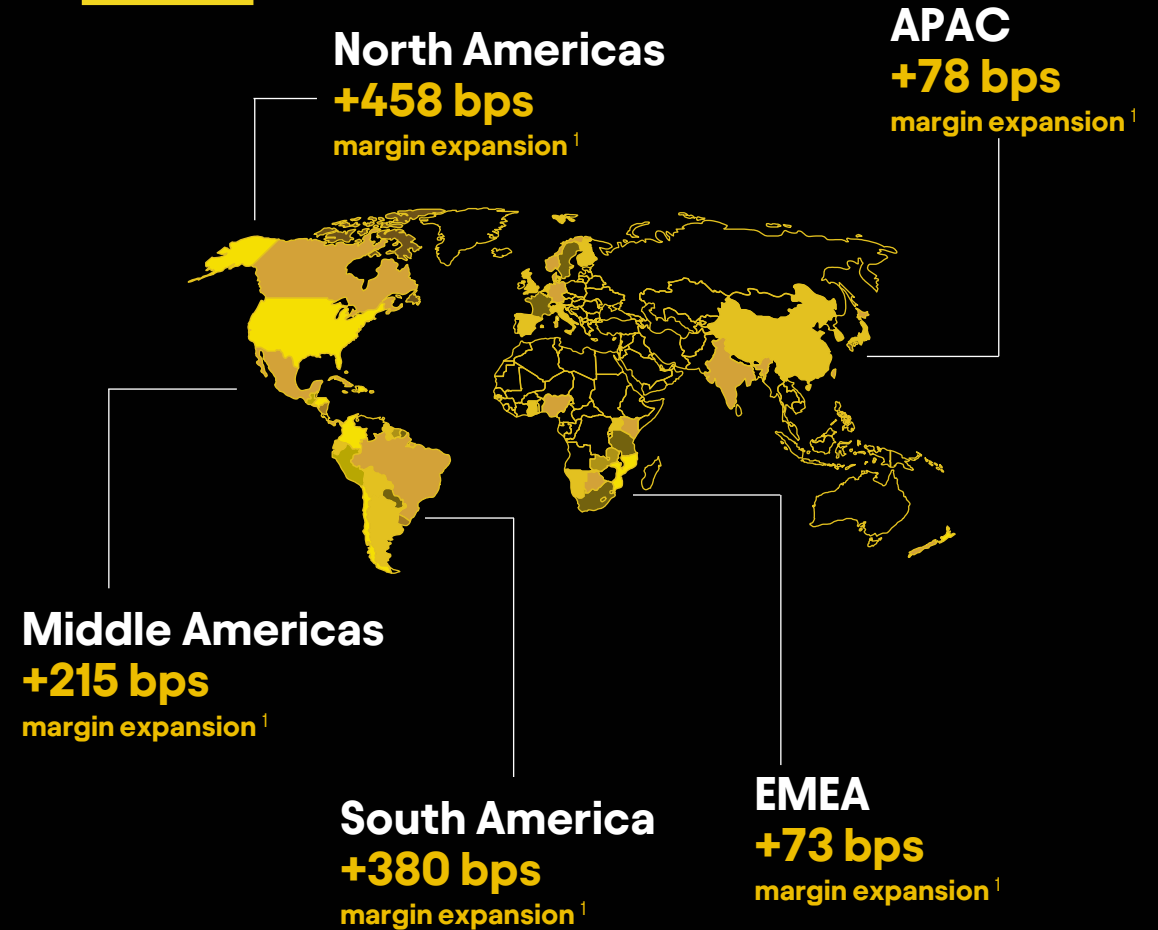 North Americas
+458 bps
margin expansion 1
APAC
+78 bps
margin expansion 1
Middle Americas
+215 bps
margin expansion 1
South America
+380 bps
margin expansion 1
EMEA
+73 bps
margin expansion 1